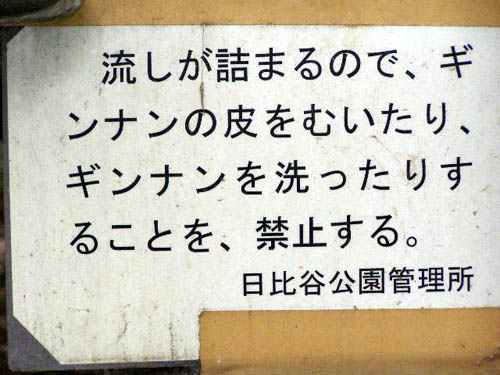 流しが詰まるので、ギ
ンナンの皮をむいたり、
ギンナンを洗ったりす
ることを、禁止する。
日比谷公園管理所